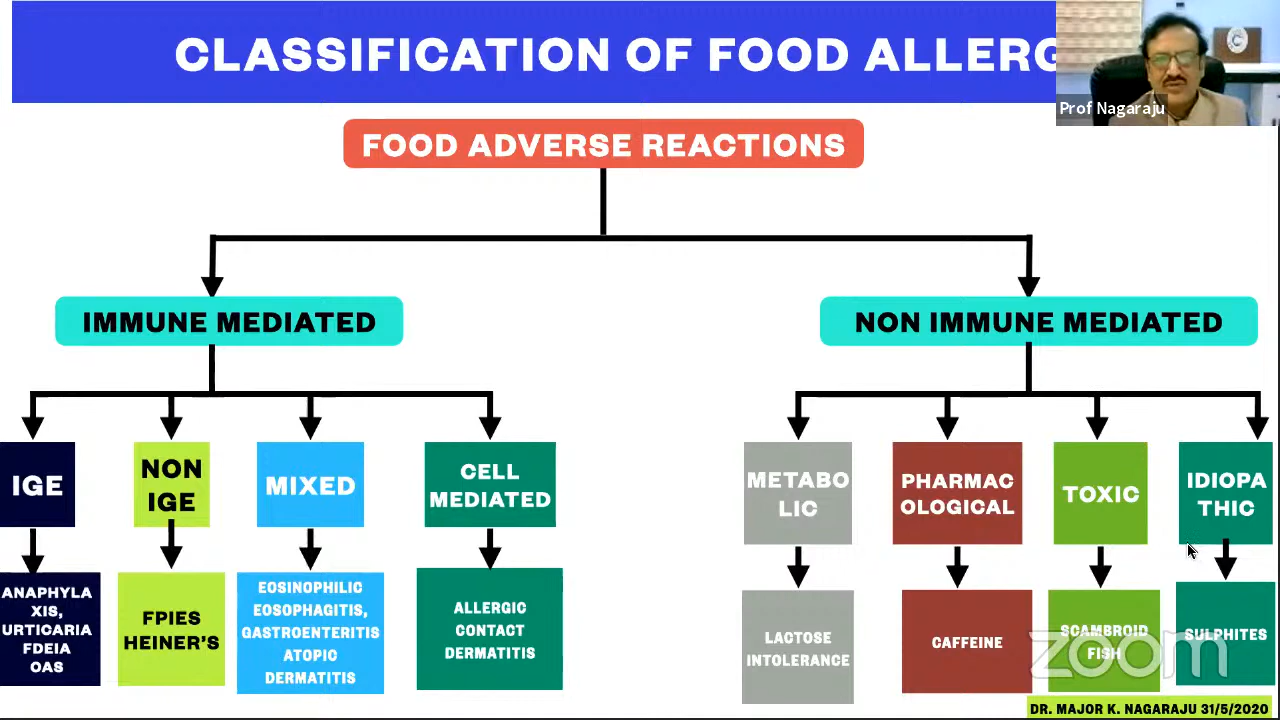 CLASSIFICATION OF FOOD ALLERG
Prof Nagaraju
FOOD ADVERSE REACTIONS
IMMUNE MEDIATED
NON IMMUNE MEDIATED
IGE
NON
IGE
MIXED
CELL
MEDIATED
METABO
LIC
PHARMAC
OLOGICAL
TOXIC
IDIOPA
THIC
ANAPHYLA
XIS,
URTICARIA
FDEIA
OAS
FPIES
HEINER'S
EOSINOPHILIC
EOSOPHAGITIS,
GASTROENTERITIS
ATOPIC
DERMATITIS
ALLERGIC
CONTACT
DERMATITIS
LACTOSE
INTOLERANCE
CAFFEINE
SCAMBROID
FISH
SULPHITES
zoom
DR. MAJOR K. NAGARAJU 31/5/2020